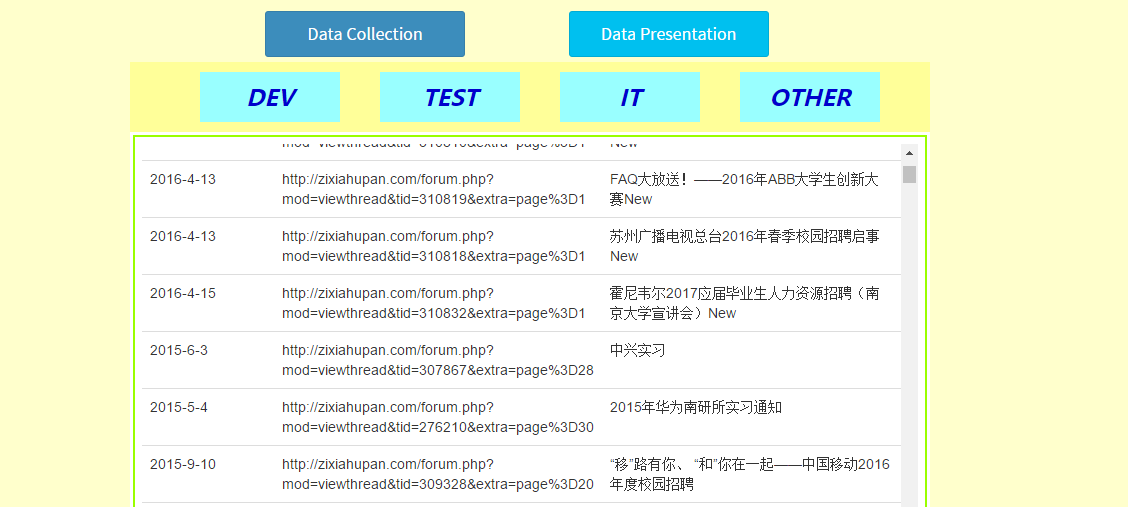 Data Collection
Data Presentation
DEV
TEST
IT
OTHER
New
2016-4-13
http://zixiahupan.com/forum.php?
mod=viewthread&tid=310819&extra=page%3D1
FAQ大放送！——2016年ABB大学生创新大
赛New
2016-4-13
http://zixiahupan.com/forum.php?
mod=viewthread&tid=310818&extra=page%3D1
苏州广播电视总台2016年春季校园招聘启事
New
2016-4-15
http://zixiahupan.com/forum.php?
mod=viewthread&tid=310832&extra=page%3D1
霍尼韦尔2017应届毕业生人力资源招聘（南
京大学宣讲会）New
2015-6-3
http://zixiahupan.com/forum.php?
mod=viewthread&tid=307867&extra=page%3D28
中兴实习
2015-5-4
http://zixiahupan.com/forum.php?
mod=viewthread&tid=276210&extra=page%3D30
2015年华为南研所实习通知
2015-9-10
http://zixiahupan.com/forum.php?
mod=viewthread&tid=309328&extra=page%3D20
“移”路有你、 “和”你在一起——中国移动2016
年度校园招聘